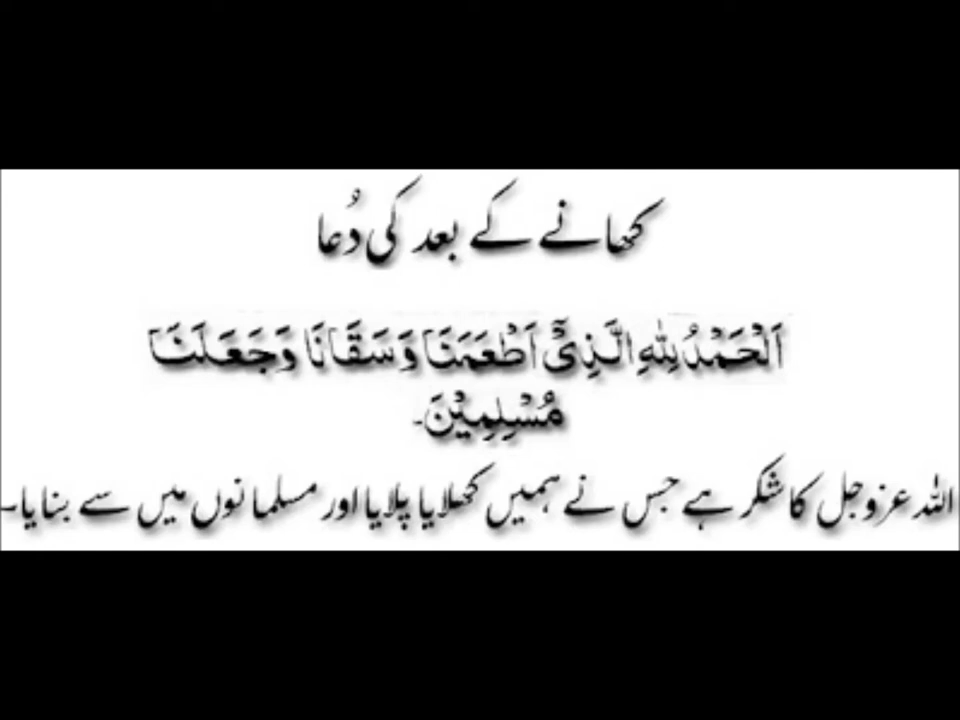 کھانے کے بعد کی دُعا
اَلْحَمْدُ لِلّٰهِ الَّذِىْٓ اَطْعَمَنَا وَسَقَانَا وَجَعَلَنَا
مُسْلِمِيْنَ۔
اللہ عزوجل کا شکر ہے جس نے ہمیں کھلایا پلایا اور مسلمانوں میں سے بنایا۔